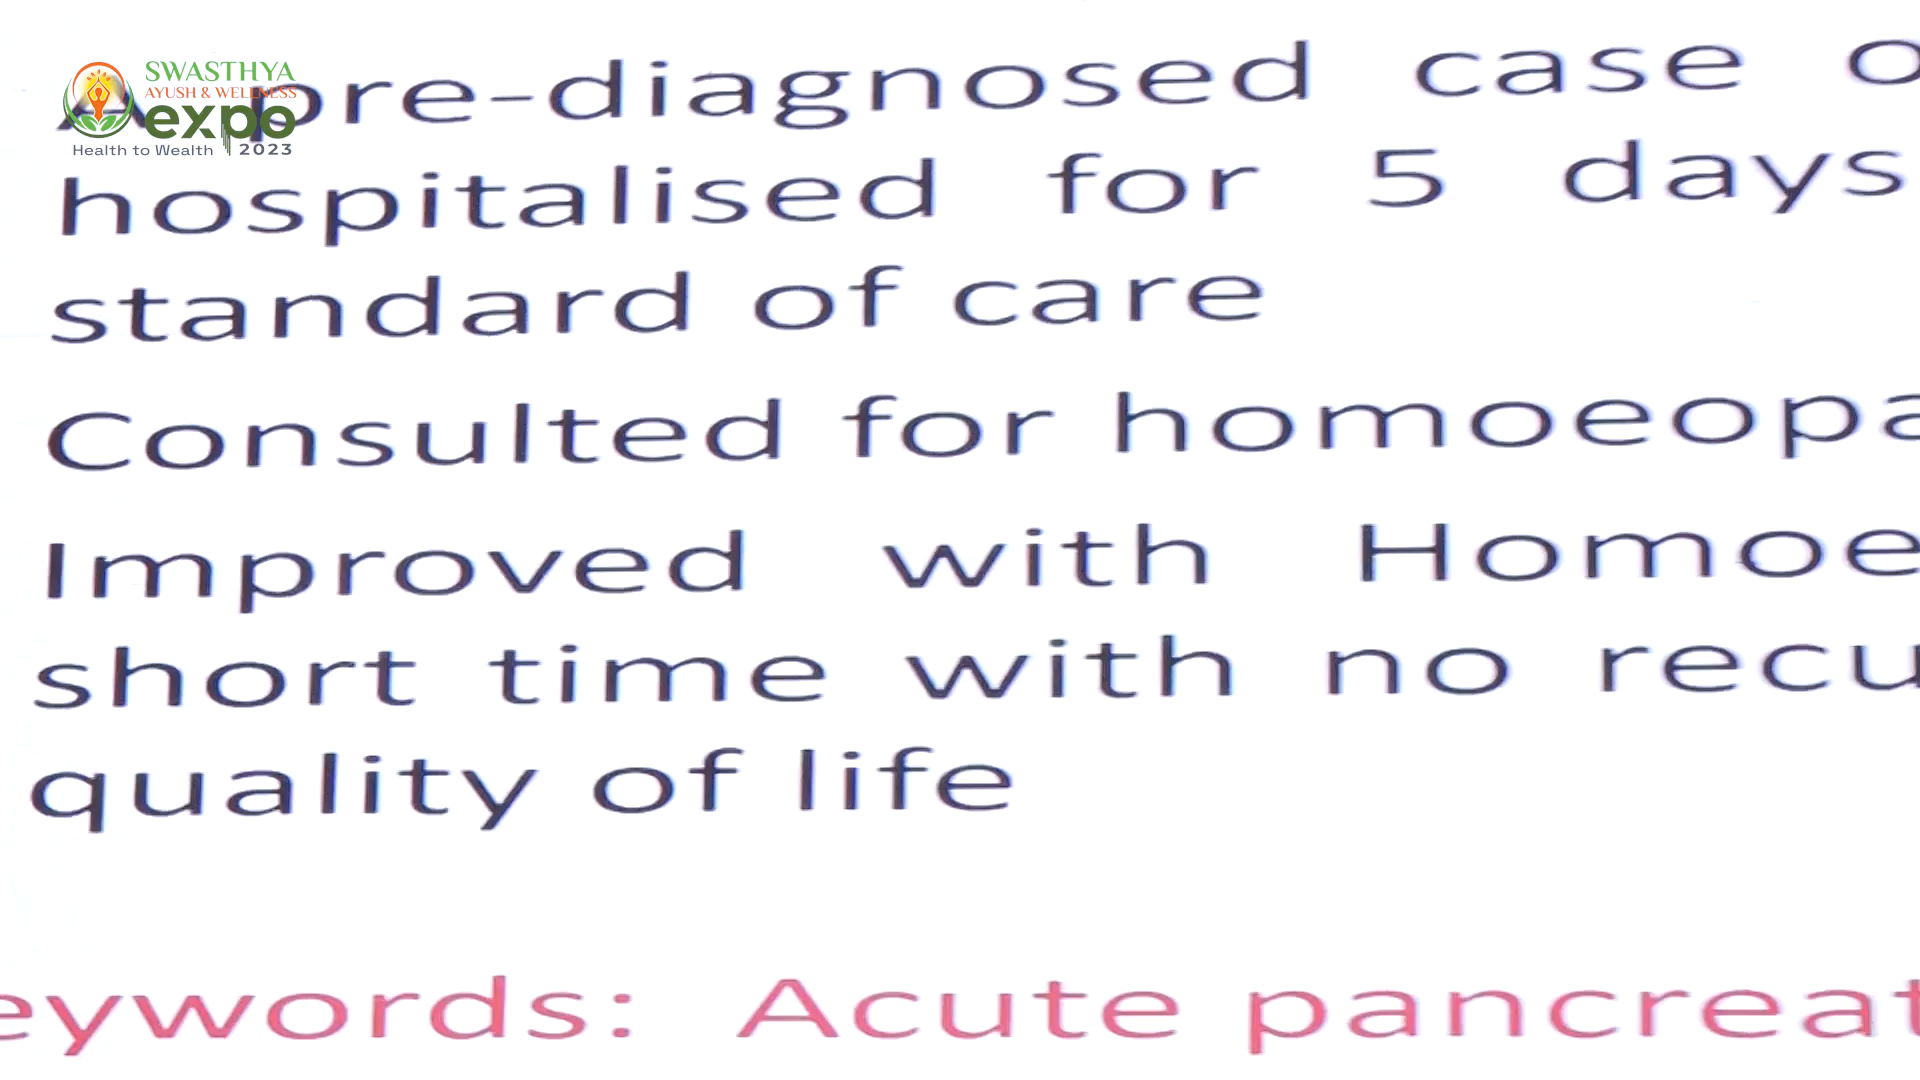 SWASTHYA
AYUSH & WELLNESS
expo
Health to Wealth 2023
A pre-diagnosed case
hospitalised for 5 days
standard of care
Consulted for
Improved with
short time with no
quality of life
Acute